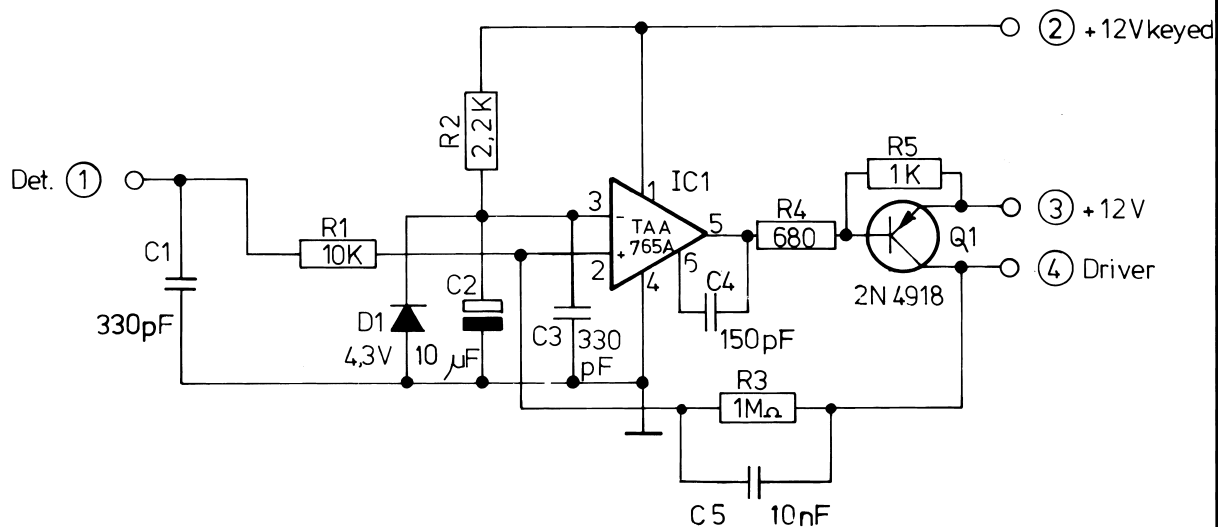 ② +12V keyed
R2
2,2K
Det. ①
C1
330pF
R1
10K
3
-
1
IC1
TAA
765A
+
2
5
6
4
R4
680
R5
1K
③ +12V
Q1
④ Driver
2N 4918
C2
D1
4,3V
10 µF
C3
330
pF
C4
150pF
R3
1MΩ
C5
10nF